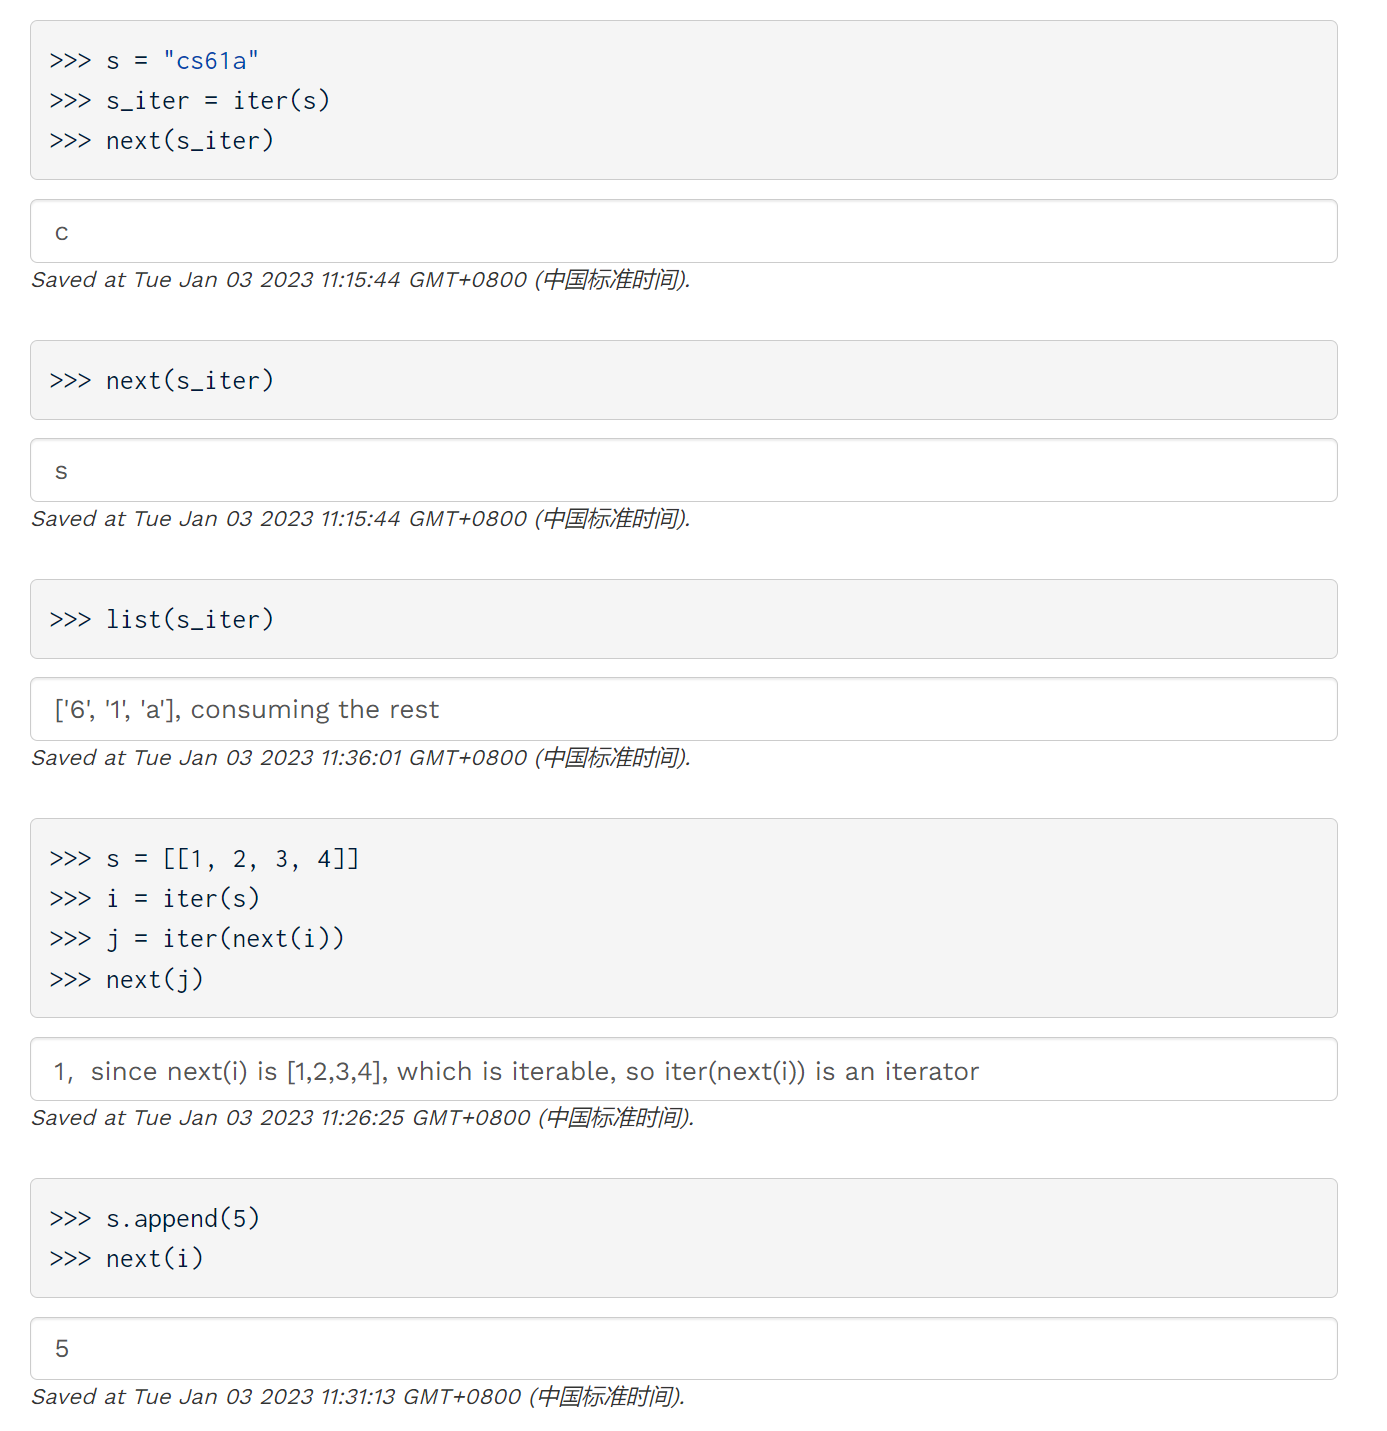 >>> s = "cs61a"
>>> s_iter = iter(s)
>>> next(s_iter)
c
Saved at Tue Jan 03 2023 11:15:44 GMT+0800 (中国标准时间).
>>> next(s_iter)
s
Saved at Tue Jan 03 2023 11:15:44 GMT+0800 (中国标准时间).
>>> list(s_iter)
['6', '1', 'a'], consuming the rest
Saved at Tue Jan 03 2023 11:36:01 GMT+0800 (中国标准时间).
>>> s = [[1, 2, 3, 4]]
>>> i = iter(s)
>>> j = iter(next(i))
>>> next(j)
1,  since next(i) is [1,2,3,4], which is iterable, so iter(next(i)) is an iterator
Saved at Tue Jan 03 2023 11:26:25 GMT+0800 (中国标准时间).
>>> s.append(5)
>>> next(i)
5
Saved at Tue Jan 03 2023 11:31:13 GMT+0800 (中国标准时间).